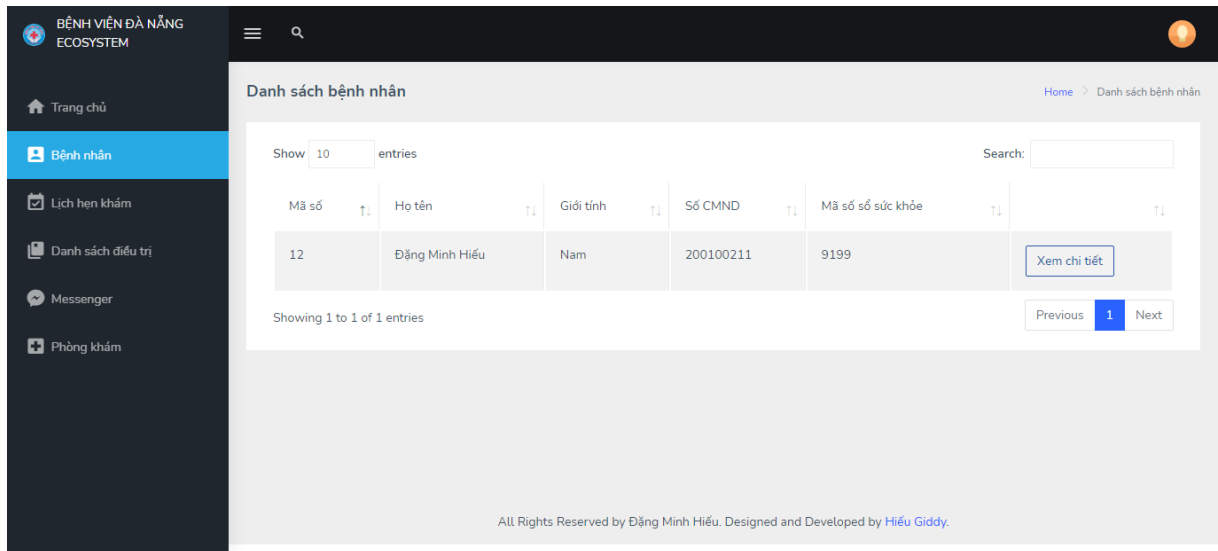 BỆNH VIỆN ĐÀ NẴNG
ECOSYSTEM
Trang chủ
Bệnh nhân
Lịch hẹn khám
Danh sách điều trị
Messenger
Phòng khám
Danh sách bệnh nhân
Home > Danh sách bệnh nhân
Show 10 entries
Search:
Mã số Họ tên Giới tính Số CMND Mã số sổ sức khỏe
12 Đặng Minh Hiếu Nam 200100211 9199 Xem chi tiết
Showing 1 to 1 of 1 entries
Previous 1 Next
All Rights Reserved by Đặng Minh Hiếu. Designed and Developed by Hiếu Giddy.